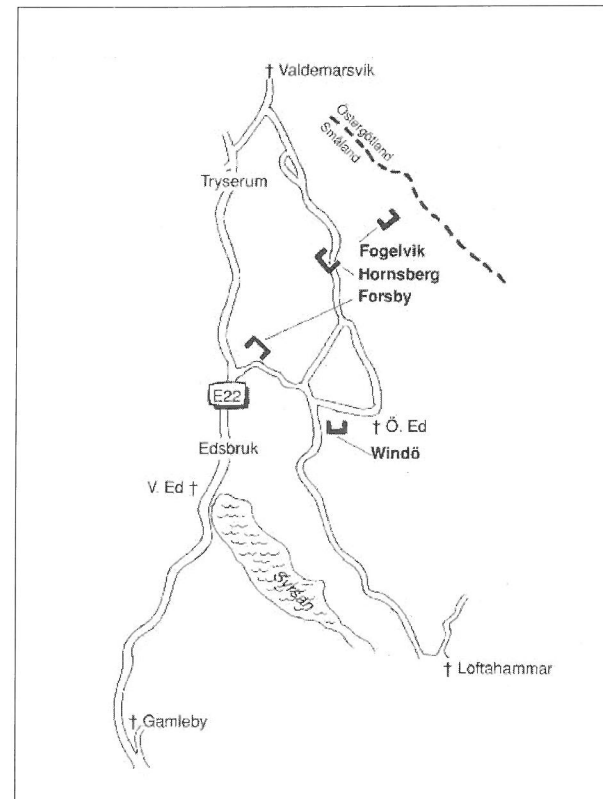 † Valdemarsvik
Östergötland
Småland
Tryserum
Fogelvik
Hornsberg
Forsby
E22
† Ö. Ed
Edsbruk
Windö
V. Ed †
Syrsan
† Loftahammar
† Gamleby